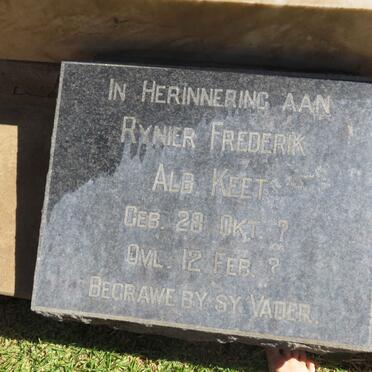 IN HERINNERING AAN
RYNIER FREDERIK
ALB KEET
GEB. 28 OKT. ?
OVL. 12 FEB. ?
BEGRAWE BY SY VADER.